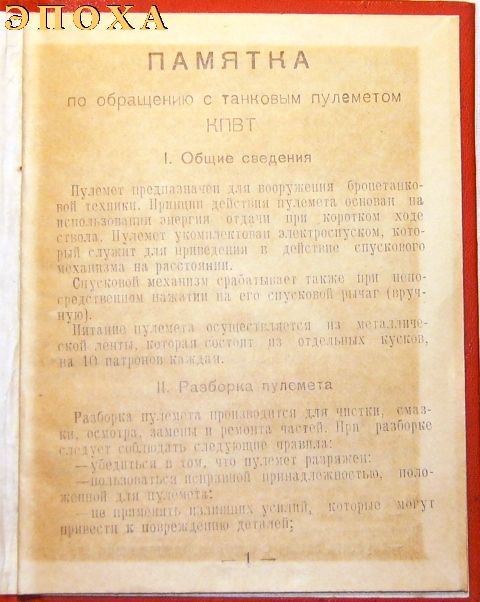 ЭПОХА
ПАМЯТКА
по обращению с танковым пулеметом
КПВТ
I. Общие сведения
Пулемет предназначен для вооружения бронетанко-
вой техники. Принцип действия пулемета основан на
использовании энергия отдачи при коротком ходе
ствола. Пулемет укомплектован электроспуском, кото-
рый служит для приведения в действие спускового
механизма на расстоянии.
Спусковой механизм срабатывает также при непо-
средственном нажатии на его спусковой рычаг (вруч-
ную).
Питание пулемета осуществляется из металличе-
ской ленты, которая состоит из отдельных кусков,
на 10 патронов каждая.
II. Разборка пулемета
Разборка пулемета производится для чистки, смаз-
ки, осмотра, замены и ремонта частей. При разборке
следует соблюдать следующие правила:
—убедиться в том, что пулемет разряжен;
—пользоваться исправной принадлежностью, поло-
женной для пулемета;
—не применять излишних усилий, которые могут
привести к повреждению деталей;
— 1 —